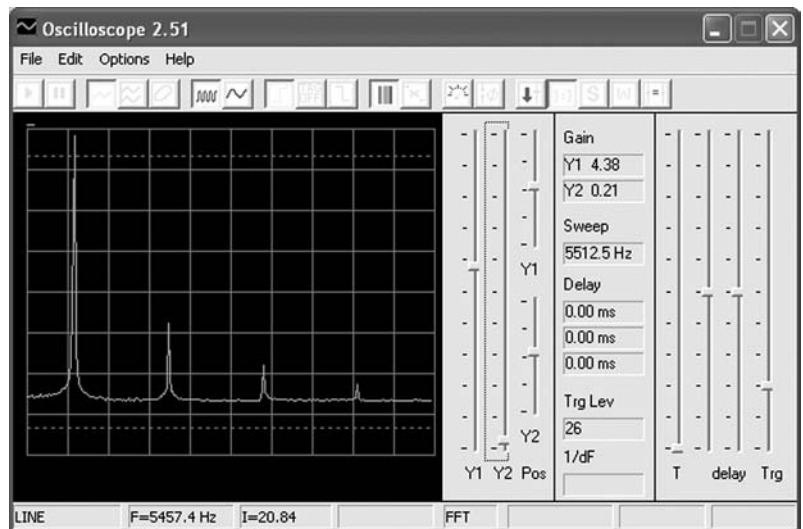 Oscilloscope 2.51
File Edit Options Help
Gain
Y1 4.38
Y2 0.21
Sweep
5512.5 Hz
Y1
Delay
0.00 ms
0.00 ms
0.00 ms
Trg Lev
26
Y2
1/dF
Y1 Y2 Pos
T delay Trg
LINE F=5457.4 Hz I=20.84 FFT